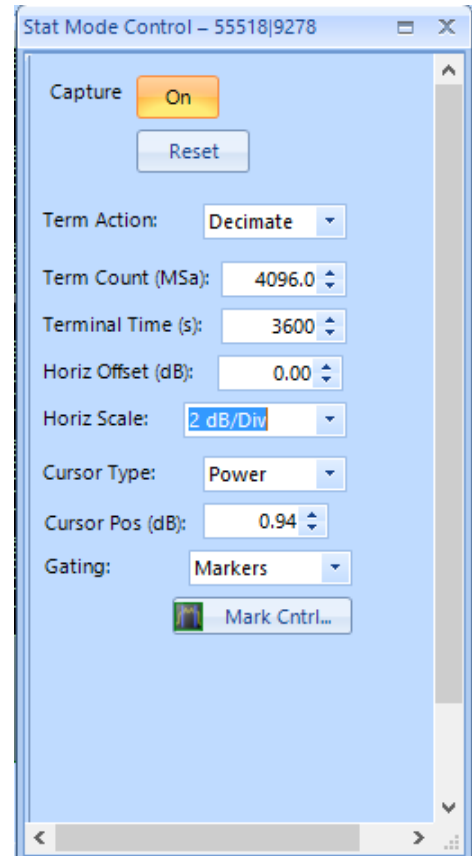 Stat Mode Control – 55518|9278
Capture On
Reset
Term Action: Decimate
Term Count (MSa): 4096.0
Terminal Time (s): 3600
Horiz Offset (dB): 0.00
Horiz Scale: 2 dB/Div
Cursor Type: Power
Cursor Pos (dB): 0.94
Gating: Markers
Mark Cntrl...